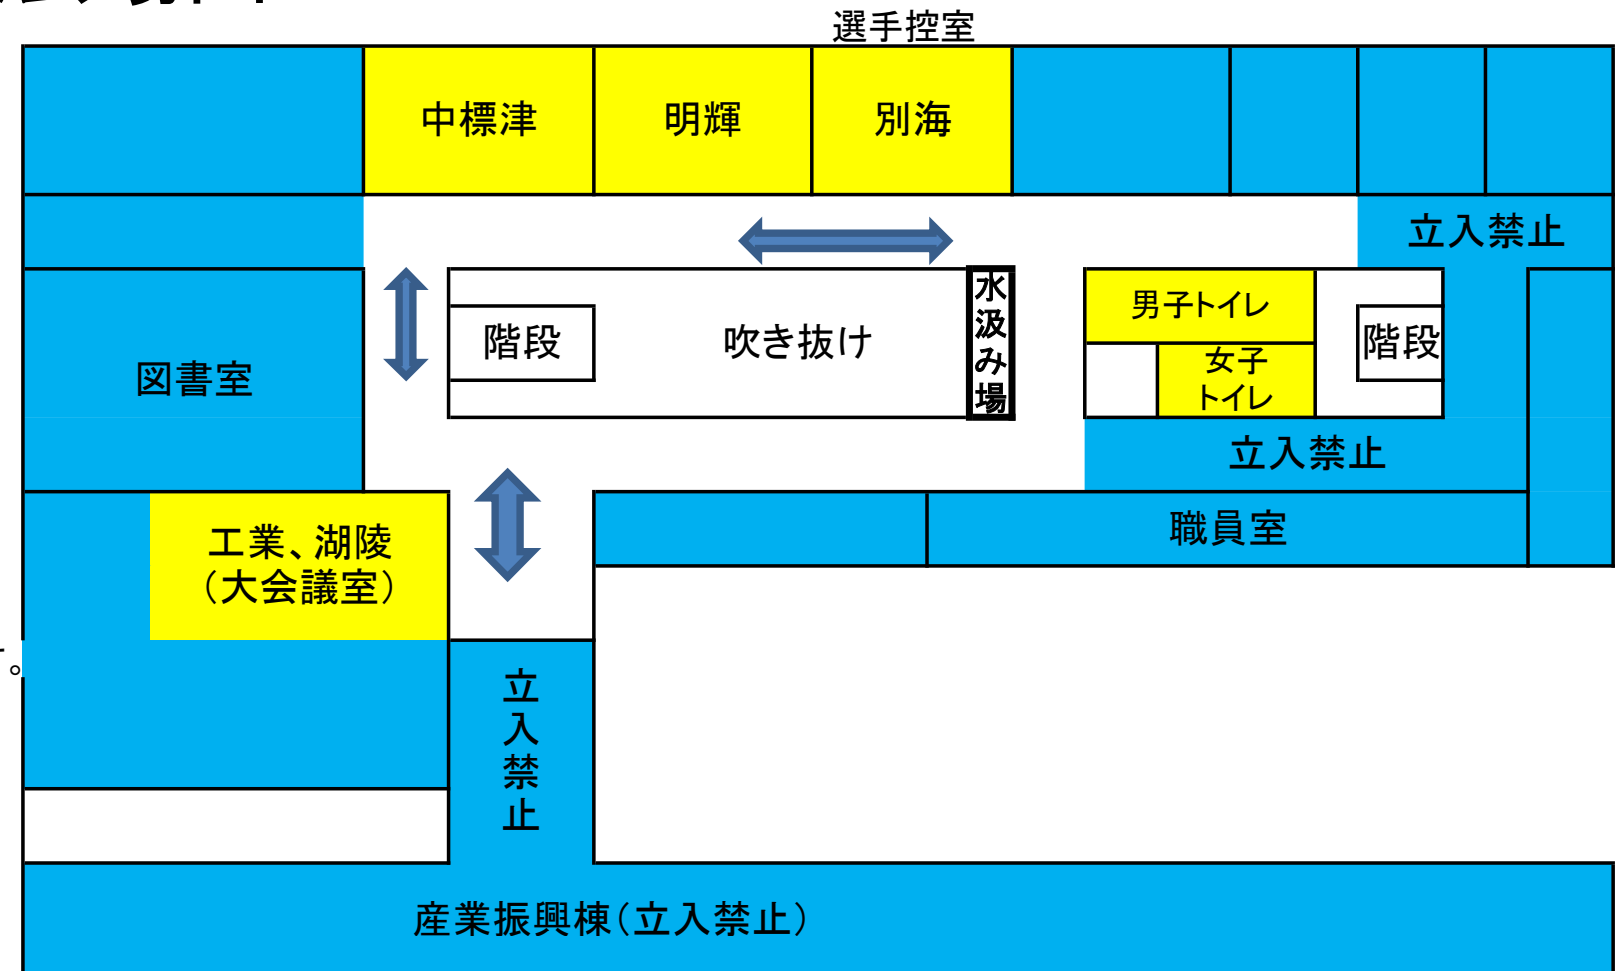 選手控室
中標津
明輝
別海
立入禁止
男子トイレ
階段
吹き抜け
水汲み場
階段
女子
トイレ
図書室
立入禁止
工業、湖陵
(大会議室)
職員室
。
立入禁止
産業振興棟(立入禁止)